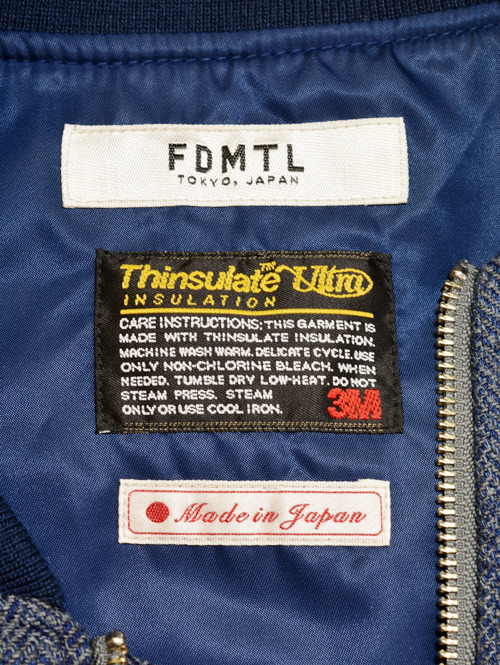 FDMTL
TOKYO, JAPAN
Thinsulate™ Ultra
INSULATION
CARE INSTRUCTIONS; THIS GARMENT IS
MADE WITH THINSULATE INSULATION.
MACHINE WASH WARM. DELICATE CYCLE. USE
ONLY NON-CHLORINE BLEACH. WHEN
NEEDED. TUMBLE DRY LOW-HEAT. DO NOT
STEAM PRESS. STEAM
ONLY OR USE COOL IRON.
3M
Made in Japan